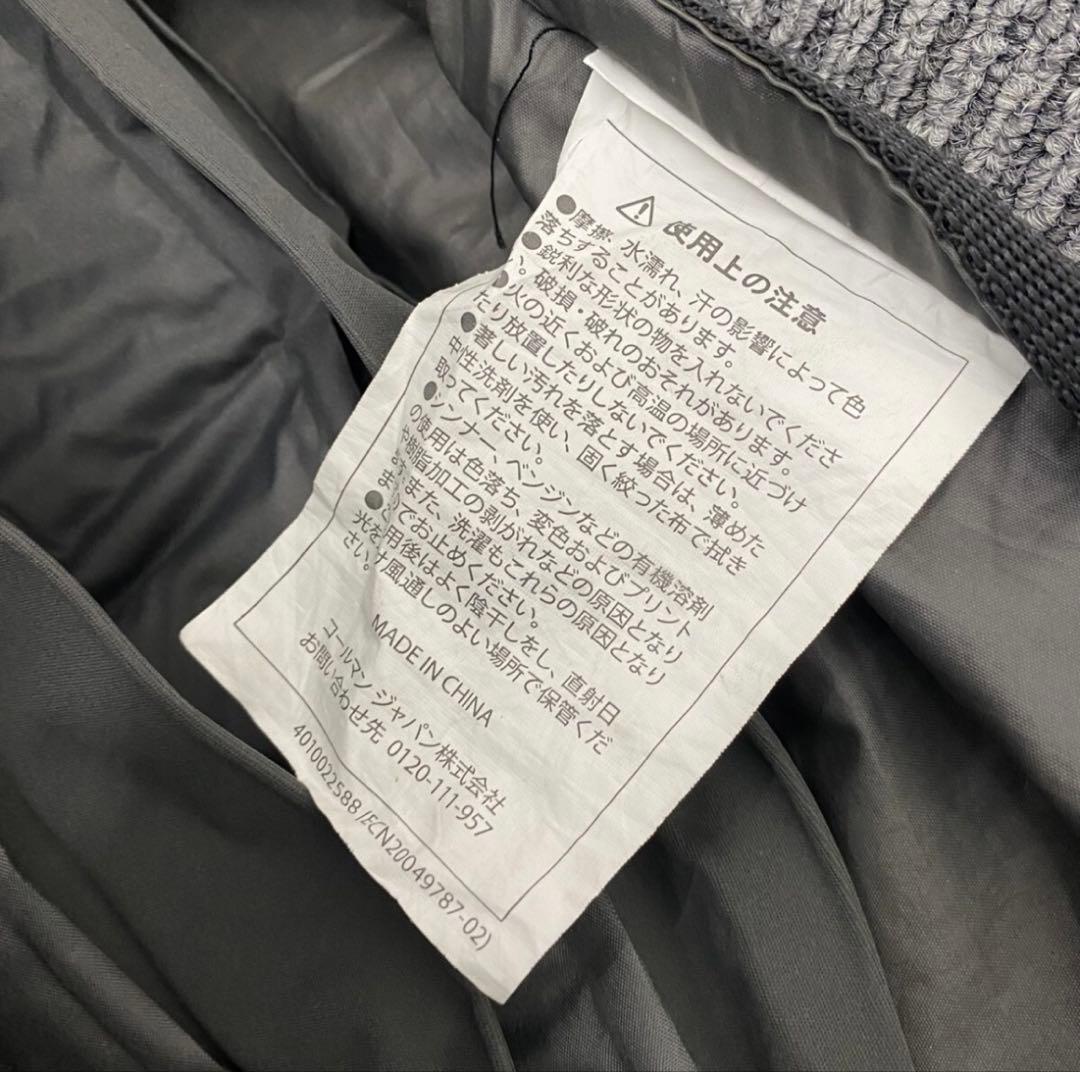 ⚠ 使用上の注意
●摩擦、水濡れ、汗の影響によって色
落ちすることがあります。
●鋭利な形状の物を入れないでくださ
い。破損・破れのおそれがあります。
火の近くおよび高温の場所に近づけ
たり放置したりしないでください。
●著しい汚れを落とす場合は、薄めた
中性洗剤を使い、固く絞った布で拭き
取ってください。
●シンナー、ベンジンなどの有機溶剤
の使用は色落ち、変色およびプリント
や樹脂加工の剥がれなどの原因となり
ます。また、洗濯もこれらの原因となり
でお止めください。
●用後はよく陰干しをし、直射日
光を 風通しのよい場所で保管くだ
さい。
MADE IN CHINA
コールマン ジャパン株式会社
お問い合わせ先 0120-111-957
4010022588 /ECN20049787-02)